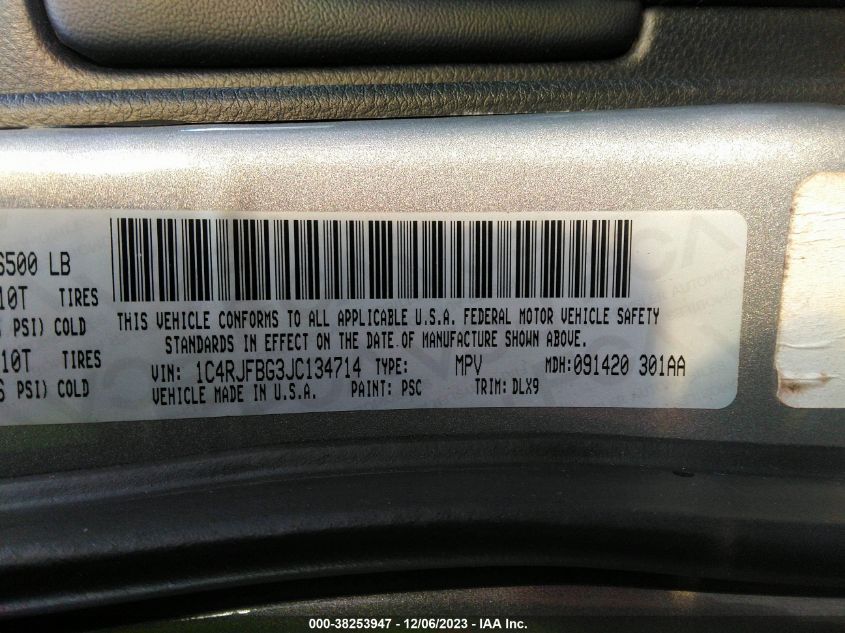 6500 LB
10T TIRES
PSI) COLD
10T TIRES
PSI) COLD
THIS VEHICLE CONFORMS TO ALL APPLICABLE U.S.A. FEDERAL MOTOR VEHICLE SAFETY
STANDARDS IN EFFECT ON THE DATE OF MANUFACTURE SHOWN ABOVE.
VIN: 1C4RJFBG3JC134714 TYPE: MPV MDH:091420 301AA
VEHICLE MADE IN U.S.A. PAINT: PSC TRIM: DLX9
000-38253947 - 12/06/2023 - IAA Inc.